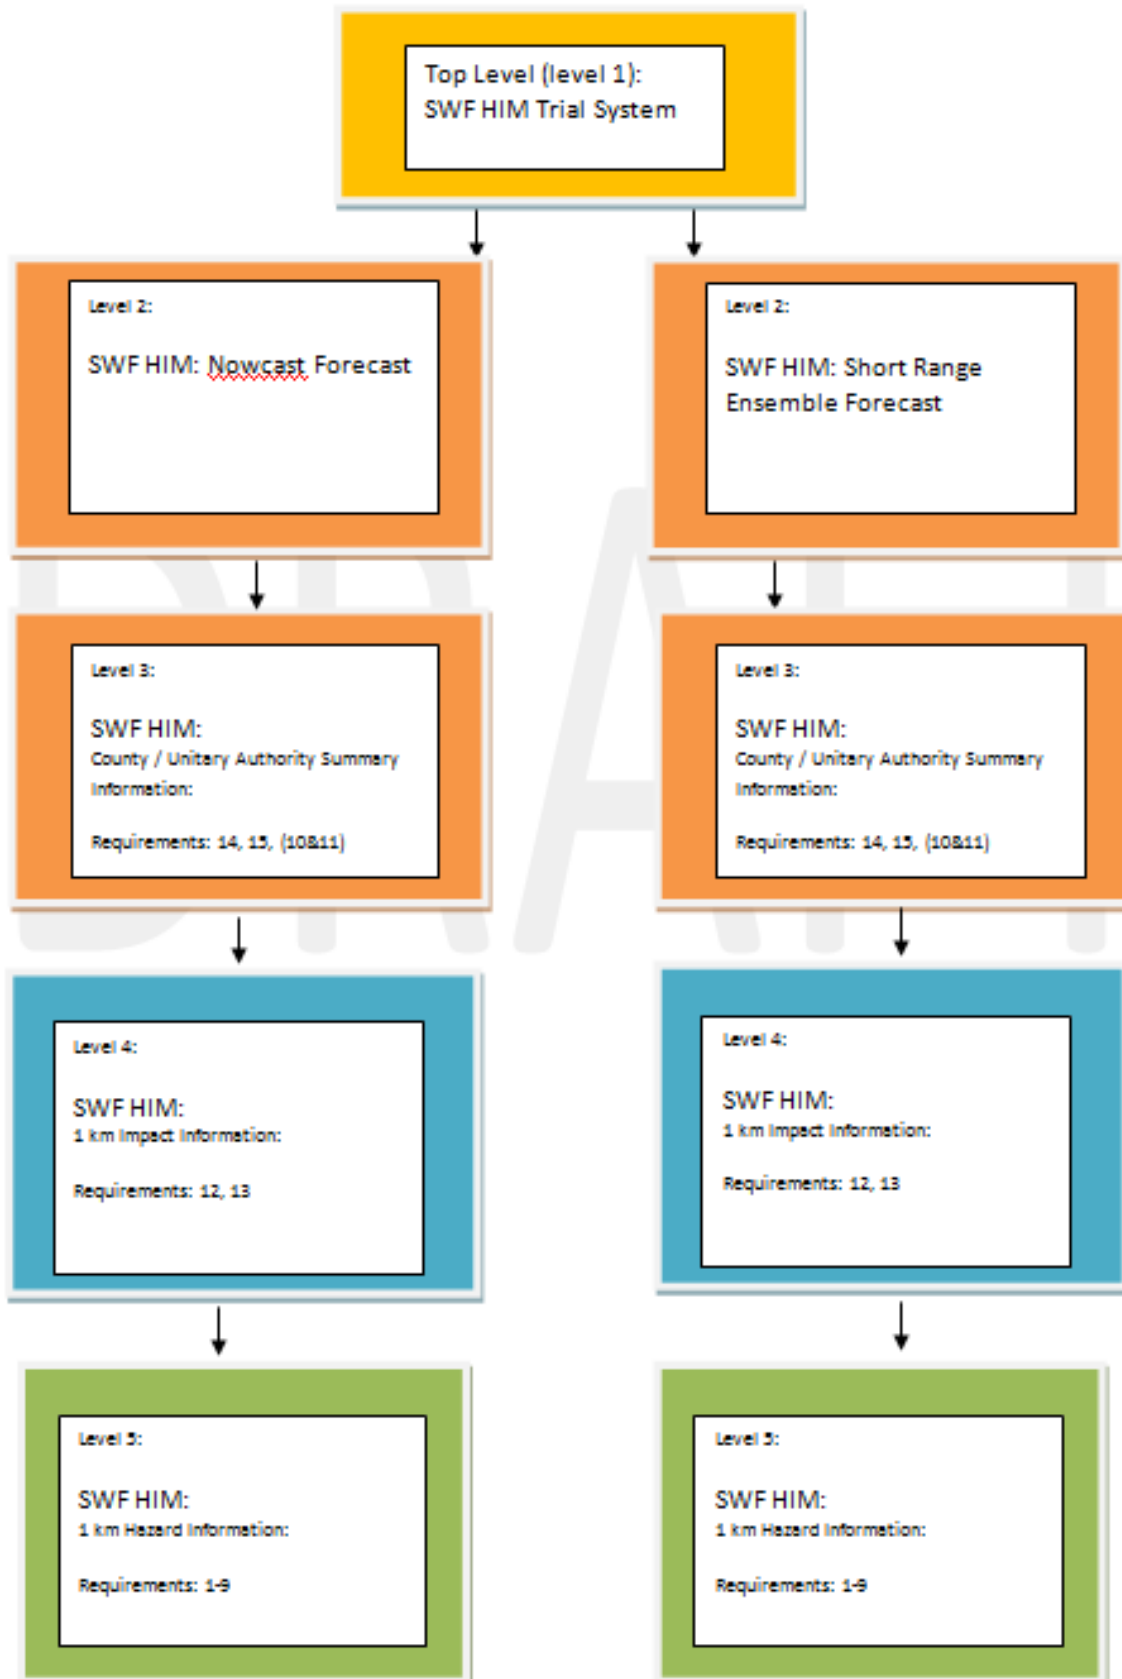 Top Level (level 1):
SWF HIM Trial System
Level 2:
SWF HIM: Nowcast Forecast
Level 2:
SWF HIM: Short Range
Ensemble Forecast
Level 3:
SWF HIM:
County / Unitary Authority Summary
Information:
Requirements: 14, 15, (10&11)
Level 3:
SWF HIM:
County / Unitary Authority Summary
Information:
Requirements: 14, 15, (10&11)
Level 4:
SWF HIM:
1 km Impact Information:
Requirements: 12, 13
Level 4:
SWF HIM:
1 km Impact Information:
Requirements: 12, 13
Level 5:
SWF HIM:
1 km Hazard Information:
Requirements: 1-9
Level 5:
SWF HIM:
1 km Hazard Information:
Requirements: 1-9
DRAFT